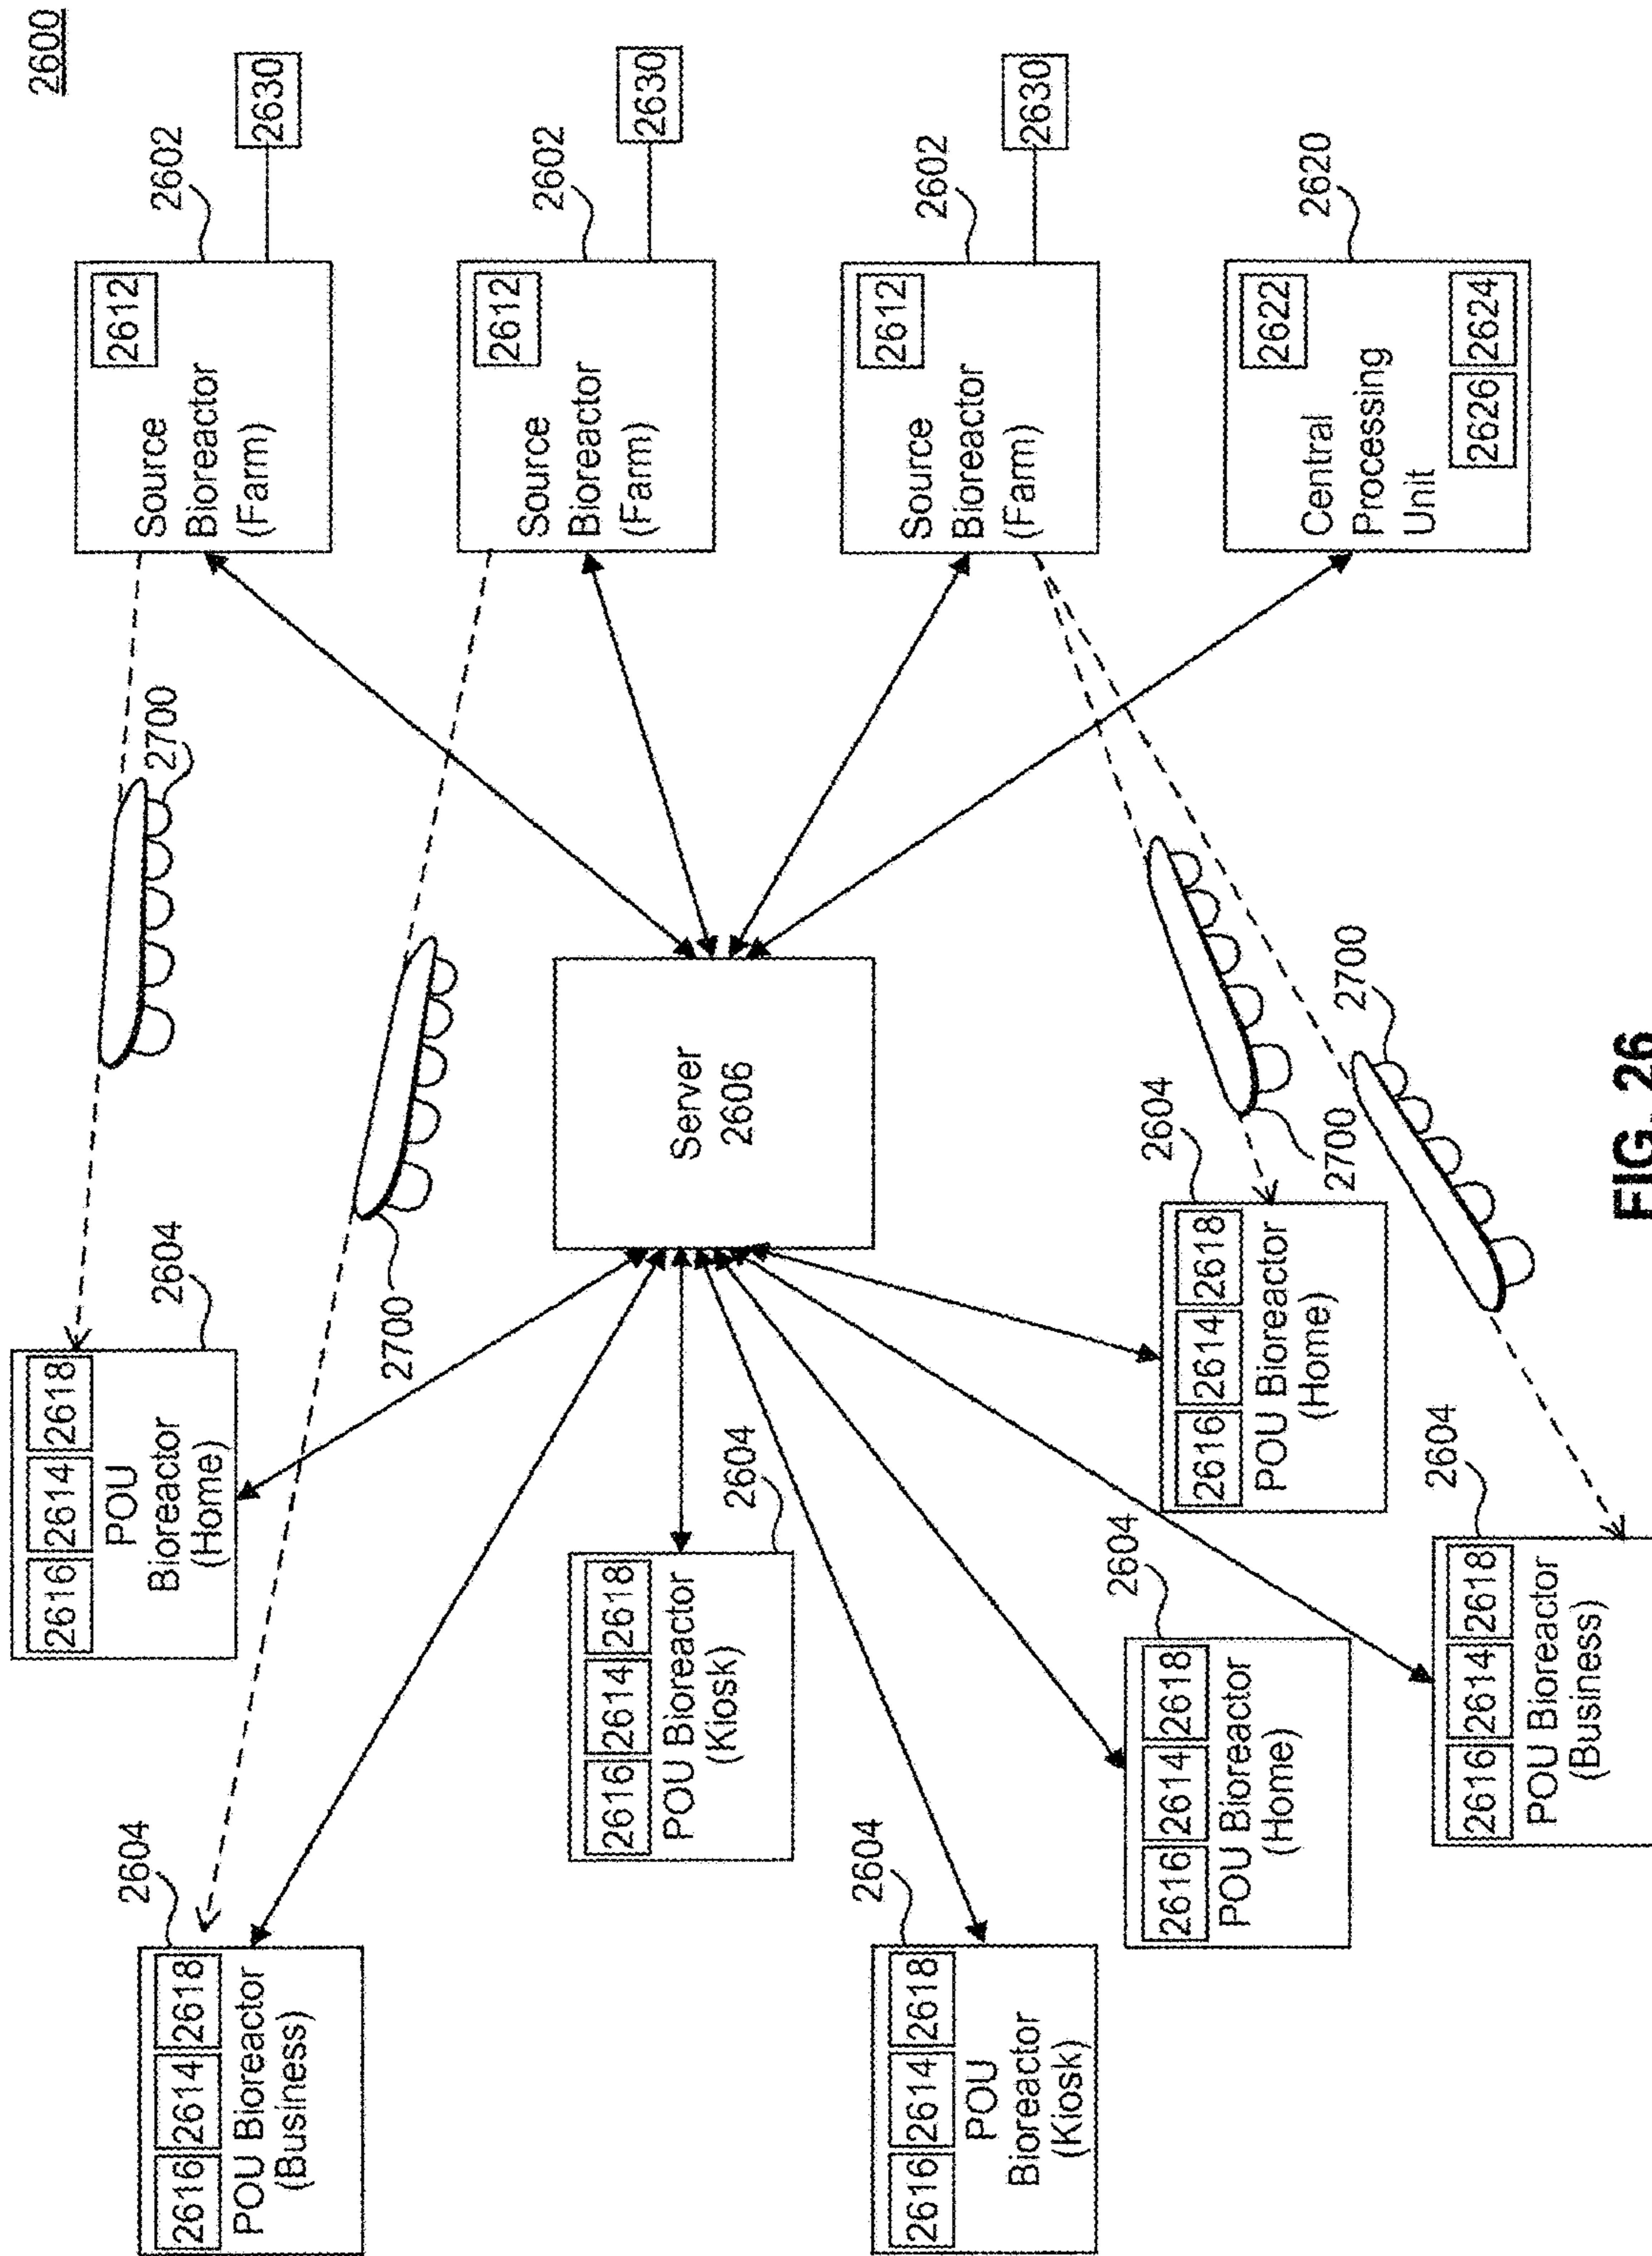 2600
2616 2614 2618
POU
Bioreactor
(Home)
2604
2700
2612
Source
Bioreactor
(Farm)
2602
2630
2616 2614 2618
POU Bioreactor
(Business)
2604
2700
2612
Source
Bioreactor
(Farm)
2602
2630
2616 2614 2618
POU Bioreactor
(Kiosk)
2604
Server
2606
2612
Source
Bioreactor
(Farm)
2602
2630
2616 2614 2618
POU
Bioreactor
(Kiosk)
2604
2616 2614 2618
POU Bioreactor
(Home)
2604
2616 2614 2618
POU Bioreactor
(Home)
2604
2700
2622
Central
Processing
Unit
2626 2624
2620
2616 2614 2618
POU Bioreactor
(Business)
2604
2700
FIG. 26